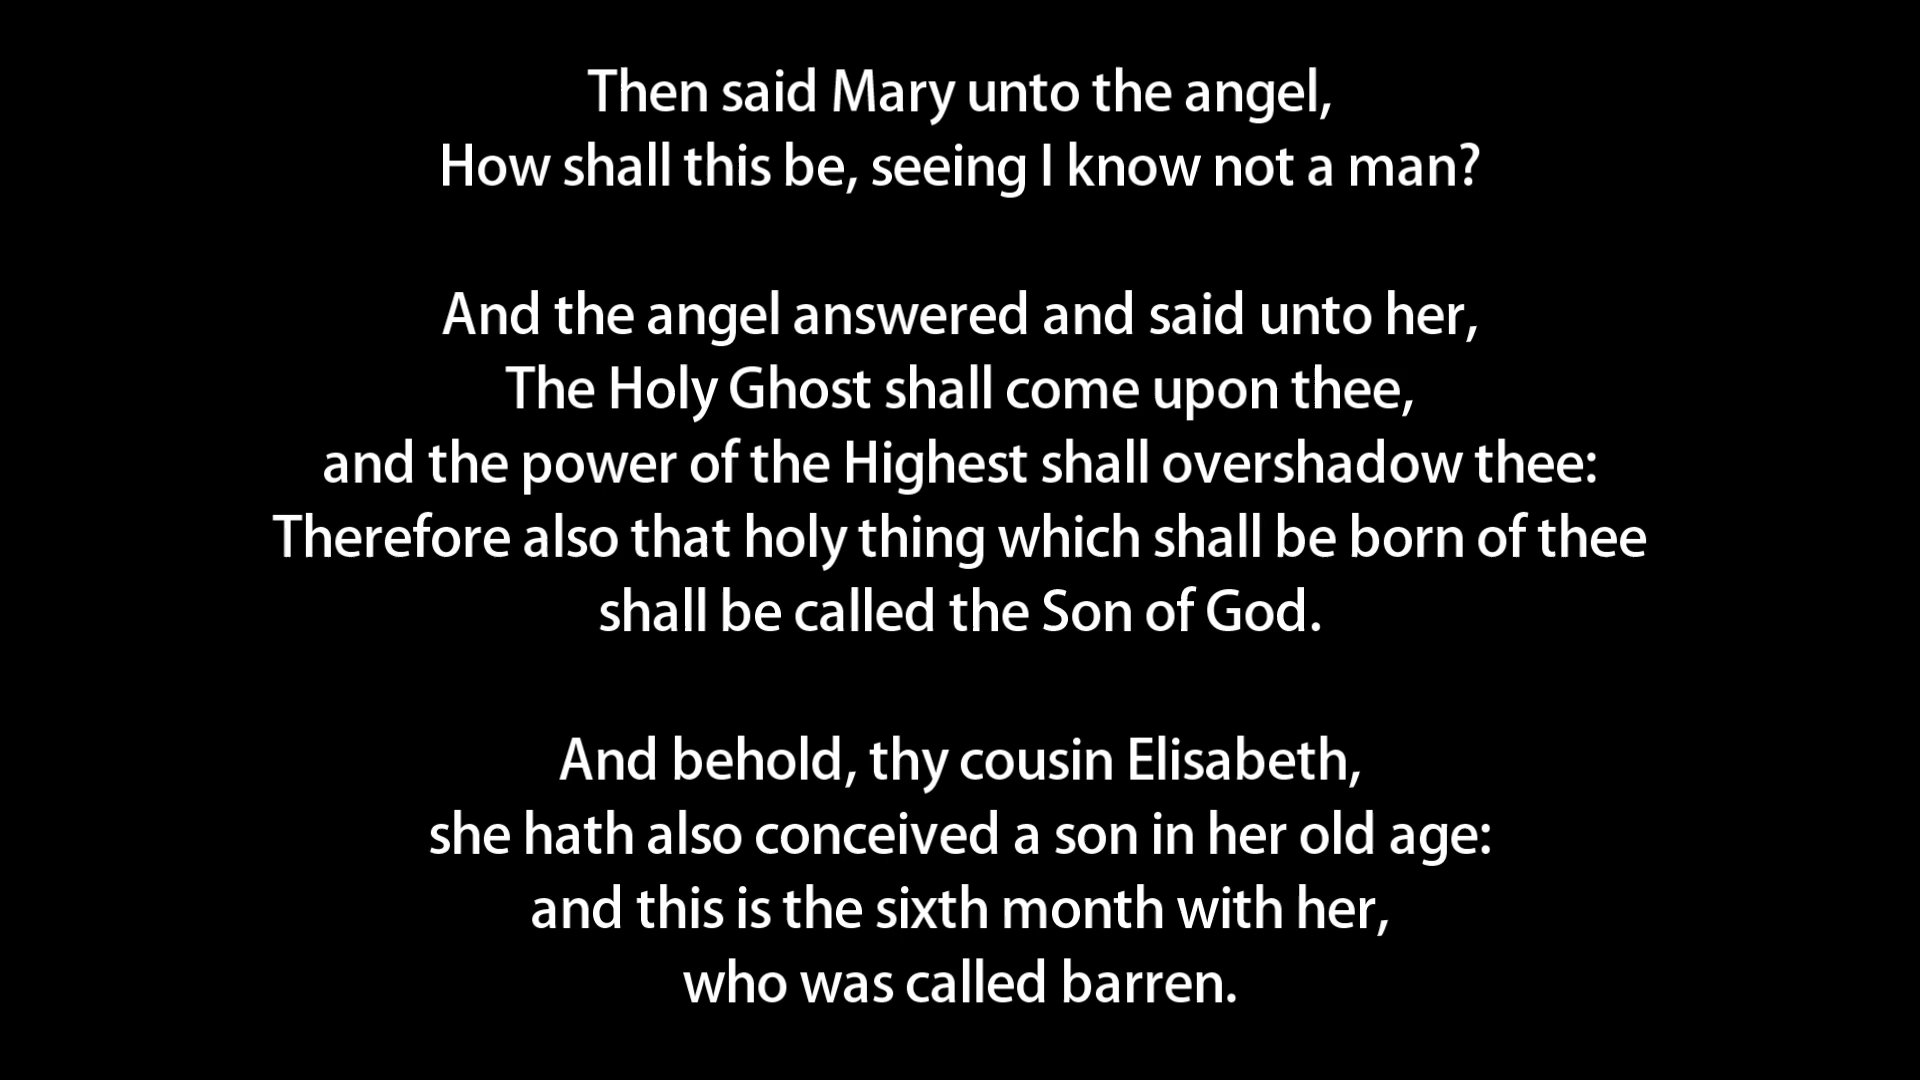 Then said Mary unto the angel,
How shall this be, seeing I know not a man?
And the angel answered and said unto her,
The Holy Ghost shall come upon thee,
and the power of the Highest shall overshadow thee:
Therefore also that holy thing which shall be born of thee
shall be called the Son of God.
And behold, thy cousin Elisabeth,
she hath also conceived a son in her old age:
and this is the sixth month with her,
who was called barren.